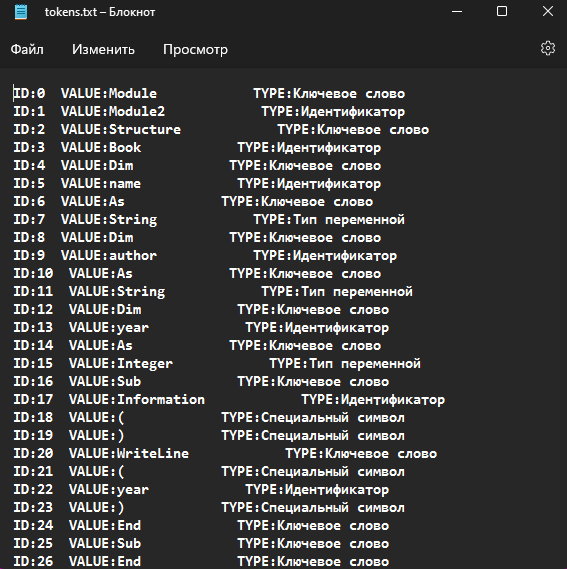 tokens.txt – Блокнот
Файл Изменить Просмотр
ID:0 VALUE:Module TYPE:Ключевое слово
ID:1 VALUE:Module2 TYPE:Идентификатор
ID:2 VALUE:Structure TYPE:Ключевое слово
ID:3 VALUE:Book TYPE:Идентификатор
ID:4 VALUE:Dim TYPE:Ключевое слово
ID:5 VALUE:name TYPE:Идентификатор
ID:6 VALUE:As TYPE:Ключевое слово
ID:7 VALUE:String TYPE:Тип переменной
ID:8 VALUE:Dim TYPE:Ключевое слово
ID:9 VALUE:author TYPE:Идентификатор
ID:10 VALUE:As TYPE:Ключевое слово
ID:11 VALUE:String TYPE:Тип переменной
ID:12 VALUE:Dim TYPE:Ключевое слово
ID:13 VALUE:year TYPE:Идентификатор
ID:14 VALUE:As TYPE:Ключевое слово
ID:15 VALUE:Integer TYPE:Тип переменной
ID:16 VALUE:Sub TYPE:Ключевое слово
ID:17 VALUE:Information TYPE:Идентификатор
ID:18 VALUE:( TYPE:Специальный символ
ID:19 VALUE:) TYPE:Специальный символ
ID:20 VALUE:WriteLine TYPE:Ключевое слово
ID:21 VALUE:( TYPE:Специальный символ
ID:22 VALUE:year TYPE:Идентификатор
ID:23 VALUE:) TYPE:Специальный символ
ID:24 VALUE:End TYPE:Ключевое слово
ID:25 VALUE:Sub TYPE:Ключевое слово
ID:26 VALUE:End TYPE:Ключевое слово